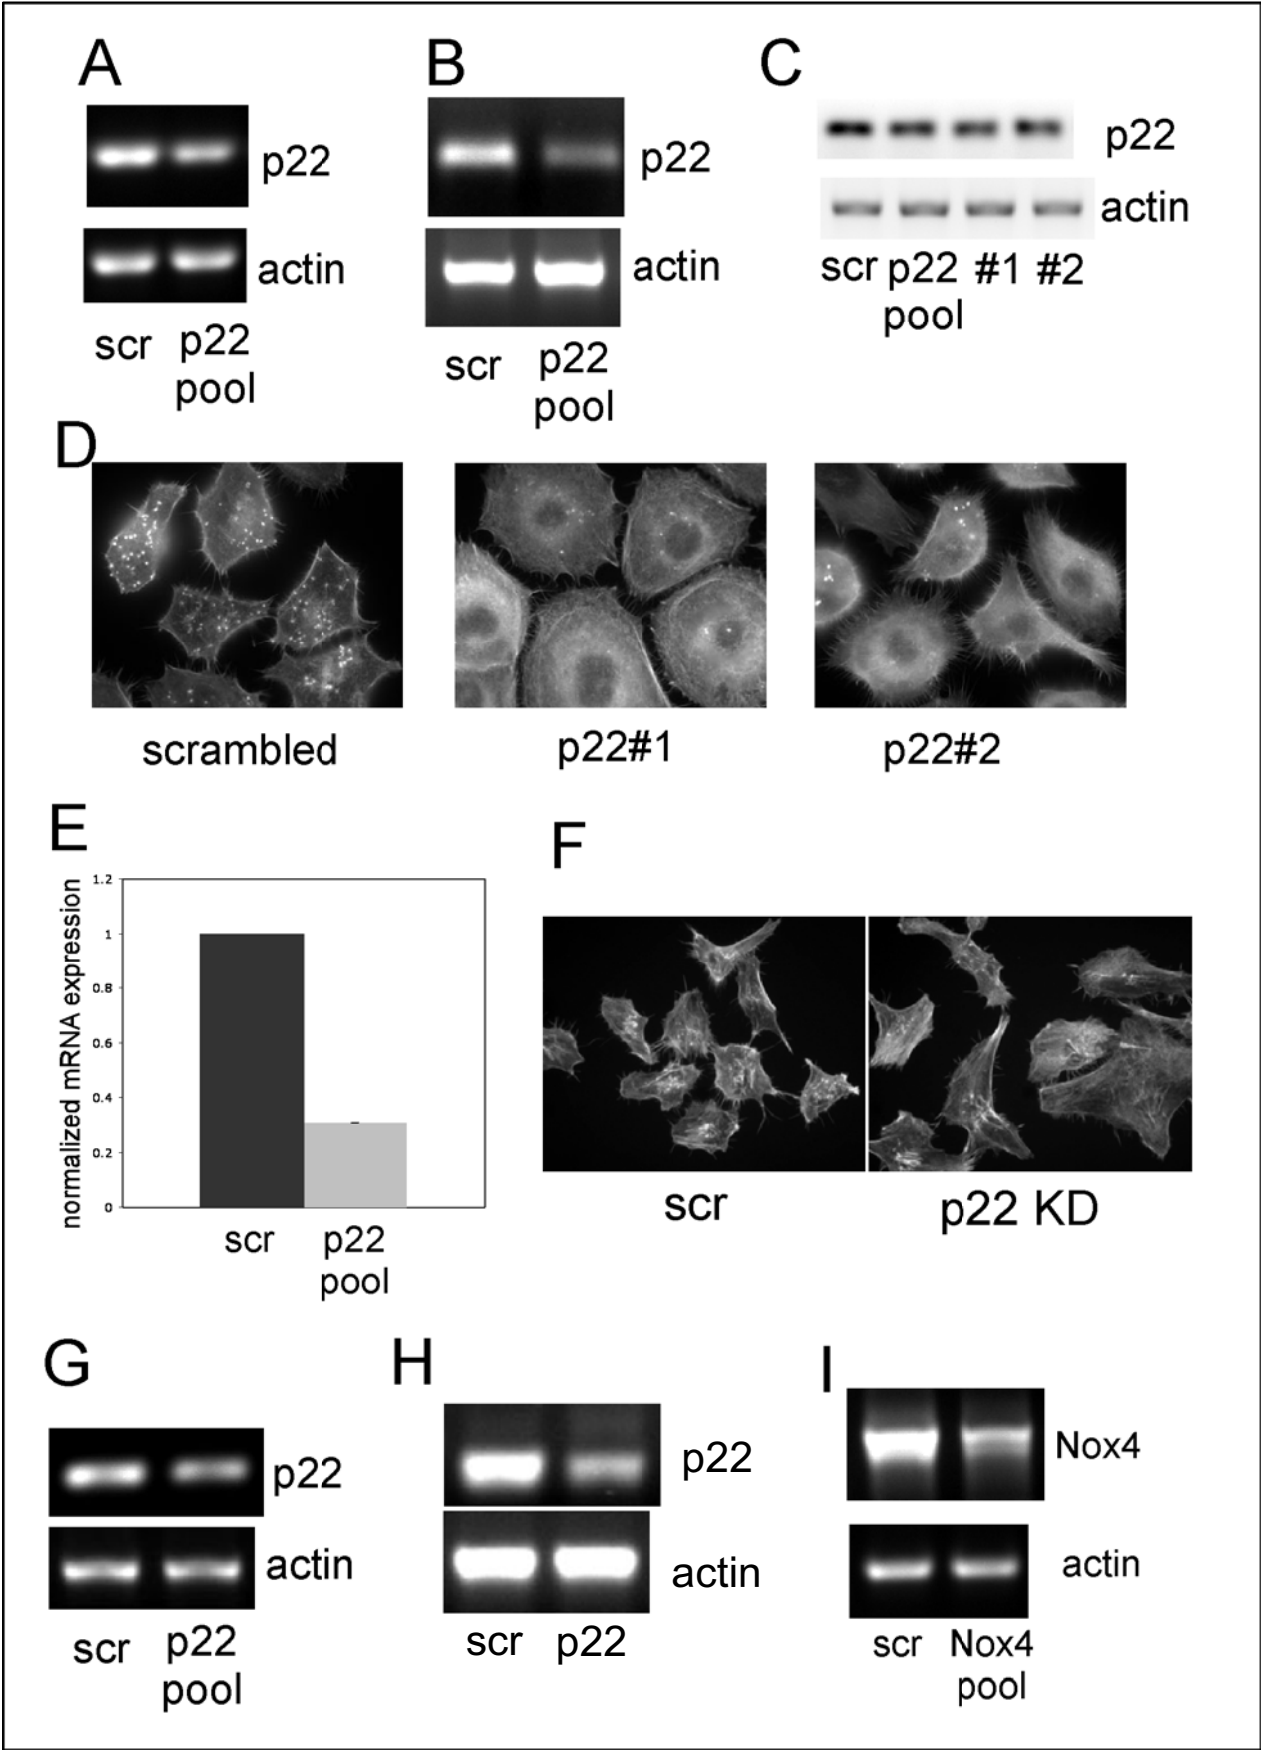 A
B
C
p22
p22
p22
actin
actin
actin
scr p22 #1 #2
pool
scr p22
pool
scr p22
pool
D
scrambled
p22#1
p22#2
E
F
normalized mRNA expression
1.2
1
0.8
0.6
0.4
0.2
0
scr p22
pool
scr
p22 KD
G
H
I
p22
p22
Nox4
actin
actin
actin
scr p22
pool
scr p22
scr Nox4
pool